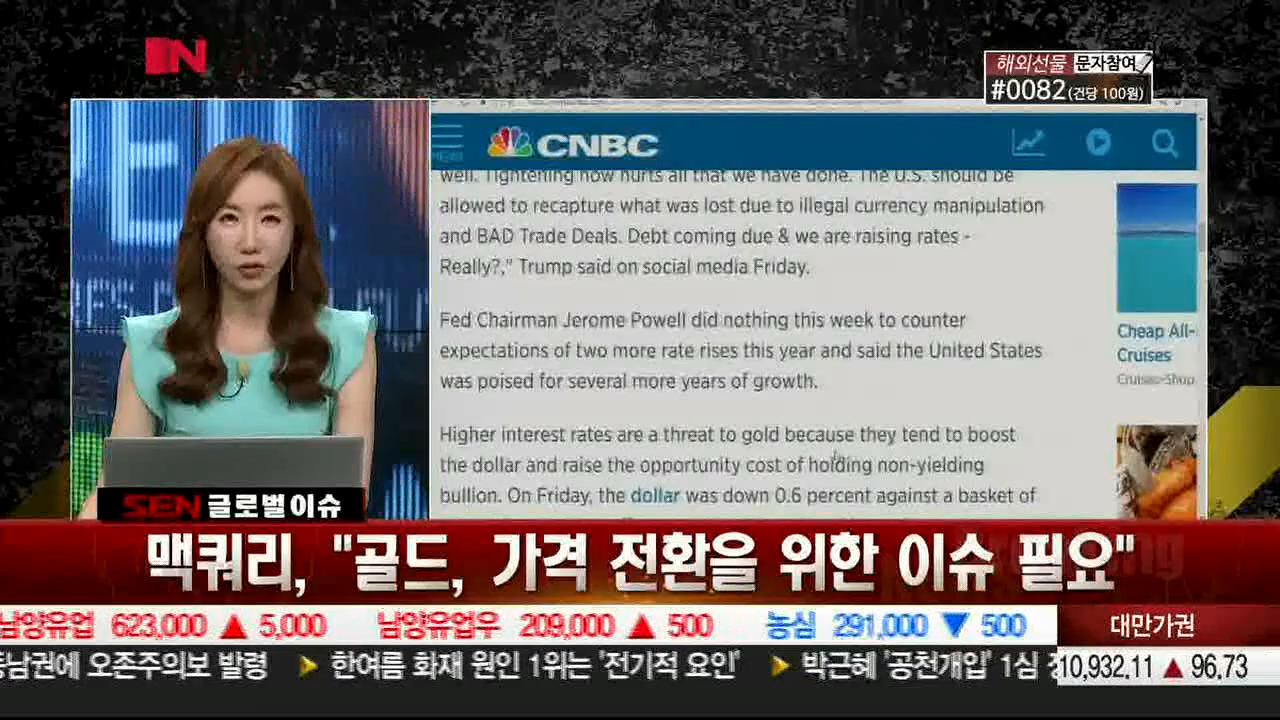 해외선물 문자참여
#0082(건당 100원)
CNBC
well. Tightening now hurts all that we have done. The U.S. should be
allowed to recapture what was lost due to illegal currency manipulation
and BAD Trade Deals. Debt coming due & we are raising rates -
Really?," Trump said on social media Friday.
Fed Chairman Jerome Powell did nothing this week to counter
expectations of two more rate rises this year and said the United States
was poised for several more years of growth.
Higher interest rates are a threat to gold because they tend to boost
the dollar and raise the opportunity cost of holding non-yielding
bullion. On Friday, the dollar was down 0.6 percent against a basket of
Cheap All-
Cruises
Cruises-Shop
SEN 글로벌이슈
맥쿼리, "골드, 가격 전환을 위한 이슈 필요"
남양유업 623,000 ▲ 5,000 남양유업우 209,000 ▲ 500 농심 291,000 ▼ 500
대만가권
동남권에 오존주의보 발령 ▶ 한여름 화재 원인 1위는 '전기적 요인' ▶ 박근혜 '공천개입' 1심
10,932.11 ▲ 96.73